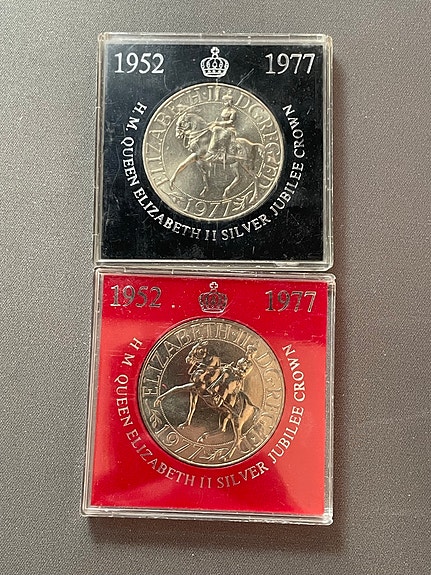 1952 1977
H. M. QUEEN ELIZABETH II SILVER JUBILEE CROWN
ELIZABETH·II·D·G·REG·F·D
1977
1952 1977
H. M. QUEEN ELIZABETH II SILVER JUBILEE CROWN
ELIZABETH·II·D·G·REG·F·D
1977